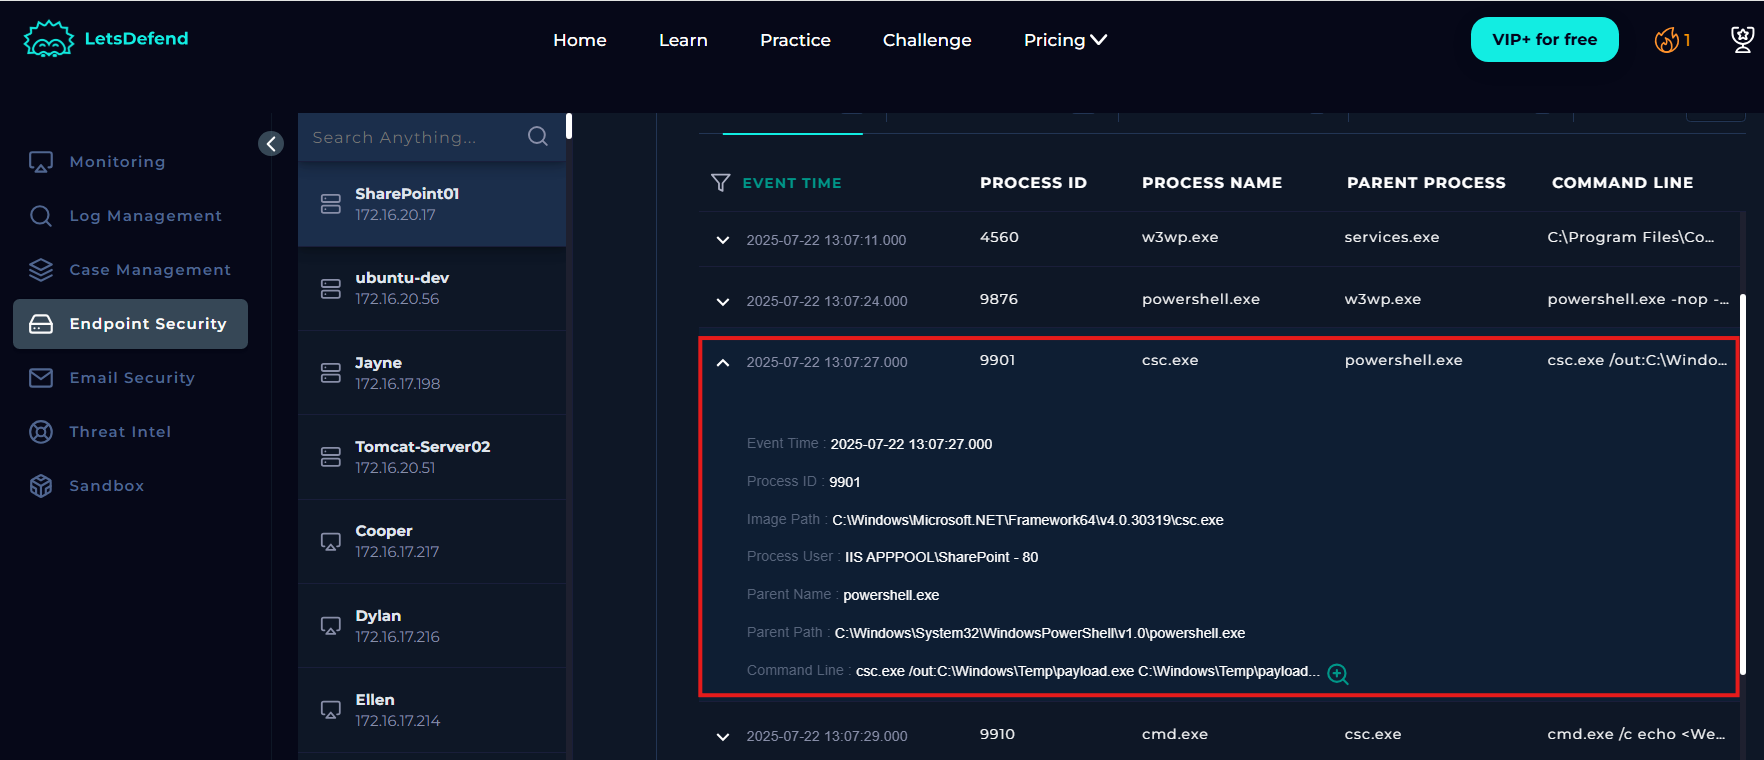 LetsDefend
Home Learn Practice Challenge Pricing
VIP+ for free 1
Monitoring
Log Management
Case Management
Endpoint Security
Email Security
Threat Intel
Sandbox
Search Anything...
SharePoint01
172.16.20.17
ubuntu-dev
172.16.20.56
Jayne
172.16.17.198
Tomcat-Server02
172.16.20.51
Cooper
172.16.17.217
Dylan
172.16.17.216
Ellen
172.16.17.214
EVENT TIME PROCESS ID PROCESS NAME PARENT PROCESS COMMAND LINE
2025-07-22 13:07:11.000 4560 w3wp.exe services.exe C:\Program Files\Co...
2025-07-22 13:07:24.000 9876 powershell.exe w3wp.exe powershell.exe -nop -...
2025-07-22 13:07:27.000 9901 csc.exe powershell.exe csc.exe /out:C:\Windo...
Event Time : 2025-07-22 13:07:27.000
Process ID : 9901
Image Path : C:\Windows\Microsoft.NET\Framework64\v4.0.30319\csc.exe
Process User : IIS APPPOOL\SharePoint - 80
Parent Name : powershell.exe
Parent Path : C:\Windows\System32\WindowsPowerShell\v1.0\powershell.exe
Command Line : csc.exe /out:C:\Windows\Temp\payload.exe C:\Windows\Temp\payload...
2025-07-22 13:07:29.000 9910 cmd.exe csc.exe cmd.exe /c echo <We...